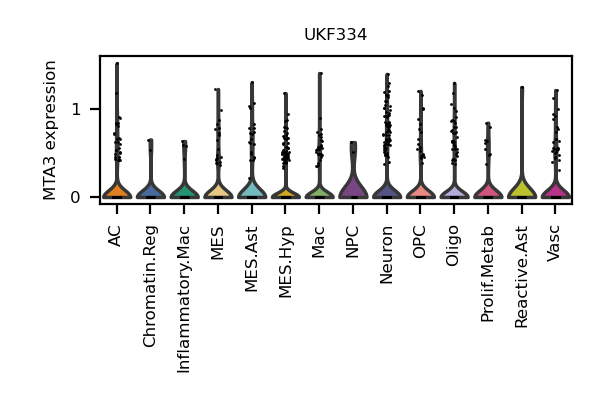 UKF334
MTA3 expression
1
0
AC
Chromatin.Reg
Inflammatory.Mac
MES
MES.Ast
MES.Hyp
Mac
NPC
Neuron
OPC
Oligo
Prolif.Metab
Reactive.Ast
Vasc